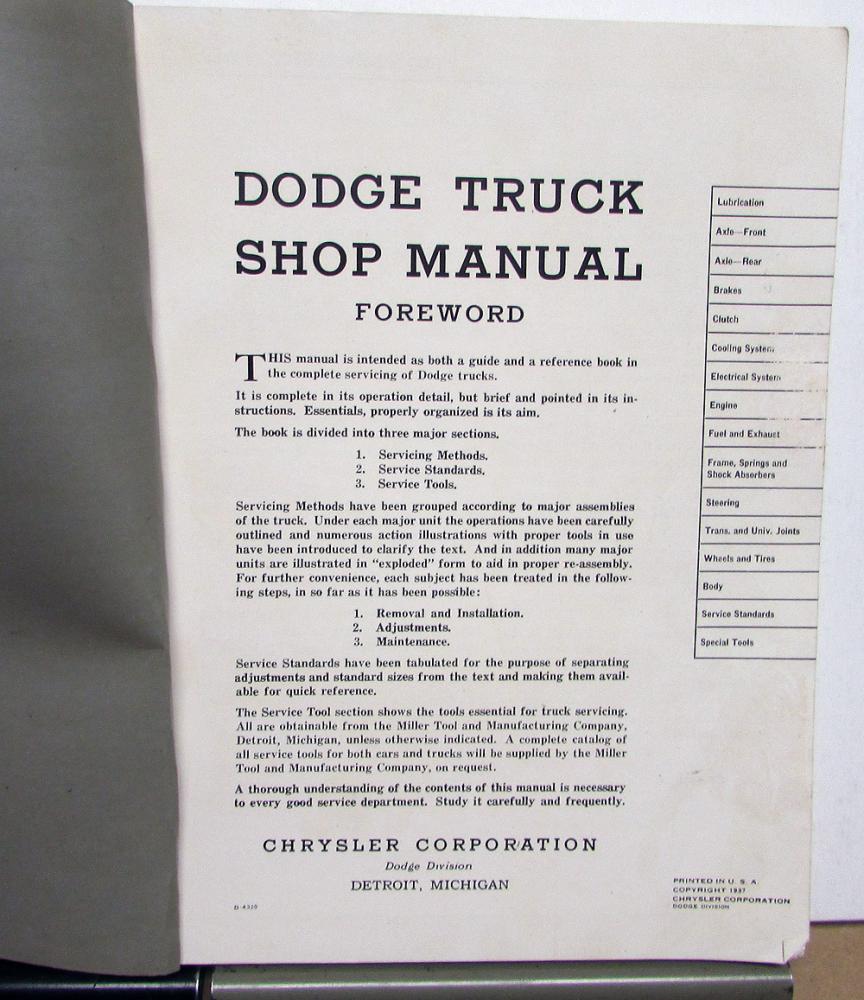 DODGE TRUCK
SHOP MANUAL
FOREWORD
THIS manual is intended as both a guide and a reference book in
the complete servicing of Dodge trucks.
It is complete in its operation detail, but brief and pointed in its in-
structions. Essentials, properly organized is its aim.
The book is divided into three major sections.
1. Servicing Methods.
2. Service Standards.
3. Service Tools.
Servicing Methods have been grouped according to major assemblies
of the truck. Under each major unit the operations have been carefully
outlined and numerous action illustrations with proper tools in use
have been introduced to clarify the text. And in addition many major
units are illustrated in "exploded" form to aid in proper re-assembly.
For further convenience, each subject has been treated in the follow-
ing steps, in so far as it has been possible:
1. Removal and Installation.
2. Adjustments.
3. Maintenance.
Service Standards have been tabulated for the purpose of separating
adjustments and standard sizes from the text and making them avail-
able for quick reference.
The Service Tool section shows the tools essential for truck servicing.
All are obtainable from the Miller Tool and Manufacturing Company,
Detroit, Michigan, unless otherwise indicated. A complete catalog of
all service tools for both cars and trucks will be supplied by the Miller
Tool and Manufacturing Company, on request.
A thorough understanding of the contents of this manual is necessary
to every good service department. Study it carefully and frequently.
CHRYSLER CORPORATION
Dodge Division
DETROIT, MICHIGAN
D-4320
Lubrication
Axle—Front
Axle—Rear
Brakes
Clutch
Cooling System
Electrical System
Engine
Fuel and Exhaust
Frame, Springs and
Shock Absorbers
Steering
Trans. and Univ. Joints
Wheels and Tires
Body
Service Standards
Special Tools
PRINTED IN U. S. A.
COPYRIGHT 1937
CHRYSLER CORPORATION
DODGE DIVISION